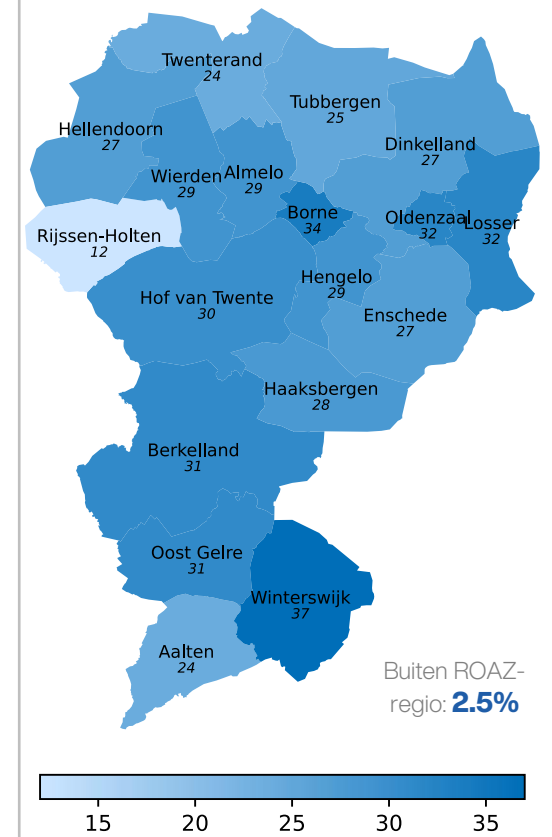 Twenterand
24
Tubbergen
25
Hellendoorn
27
Dinkelland
27
Wierden
29
Almelo
29
Borne
34
Oldenzaal
32
Losser
32
Rijssen-Holten
12
Hengelo
29
Hof van Twente
30
Enschede
27
Haaksbergen
28
Berkelland
31
Oost Gelre
31
Winterswijk
37
Aalten
24
Buiten ROAZ-
regio: 2.5%
15 20 25 30 35